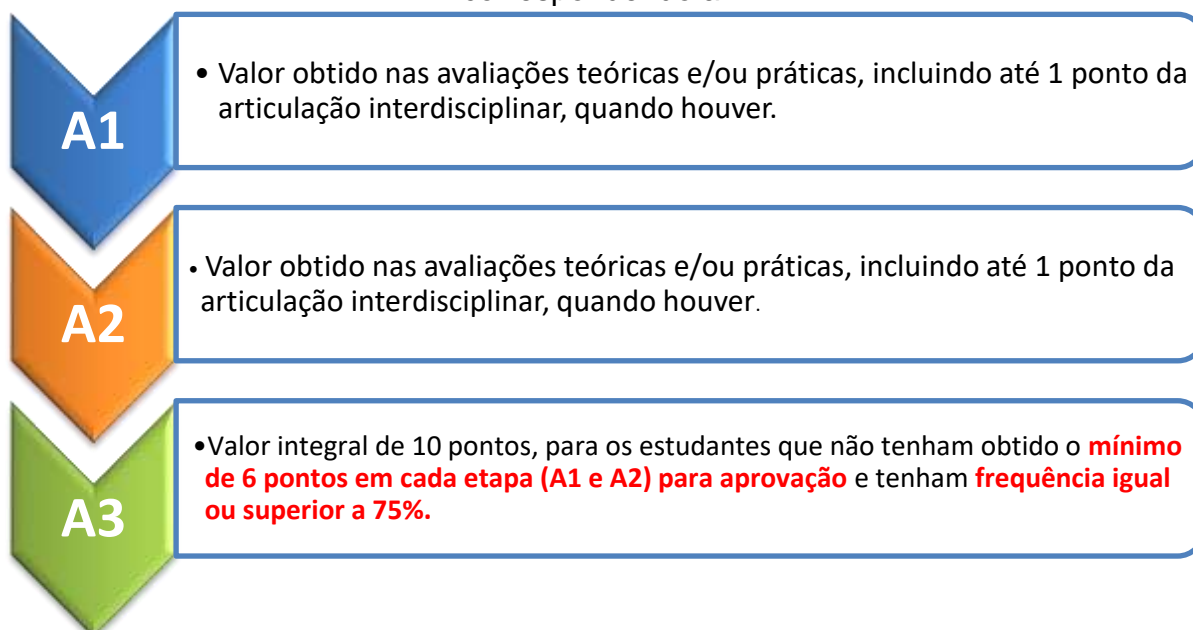 A1
• Valor obtido nas avaliações teóricas e/ou práticas, incluindo até 1 ponto da
articulação interdisciplinar, quando houver.
A2
• Valor obtido nas avaliações teóricas e/ou práticas, incluindo até 1 ponto da
articulação interdisciplinar, quando houver.
A3
•Valor integral de 10 pontos, para os estudantes que não tenham obtido o mínimo
de 6 pontos em cada etapa (A1 e A2) para aprovação e tenham frequência igual
ou superior a 75%.